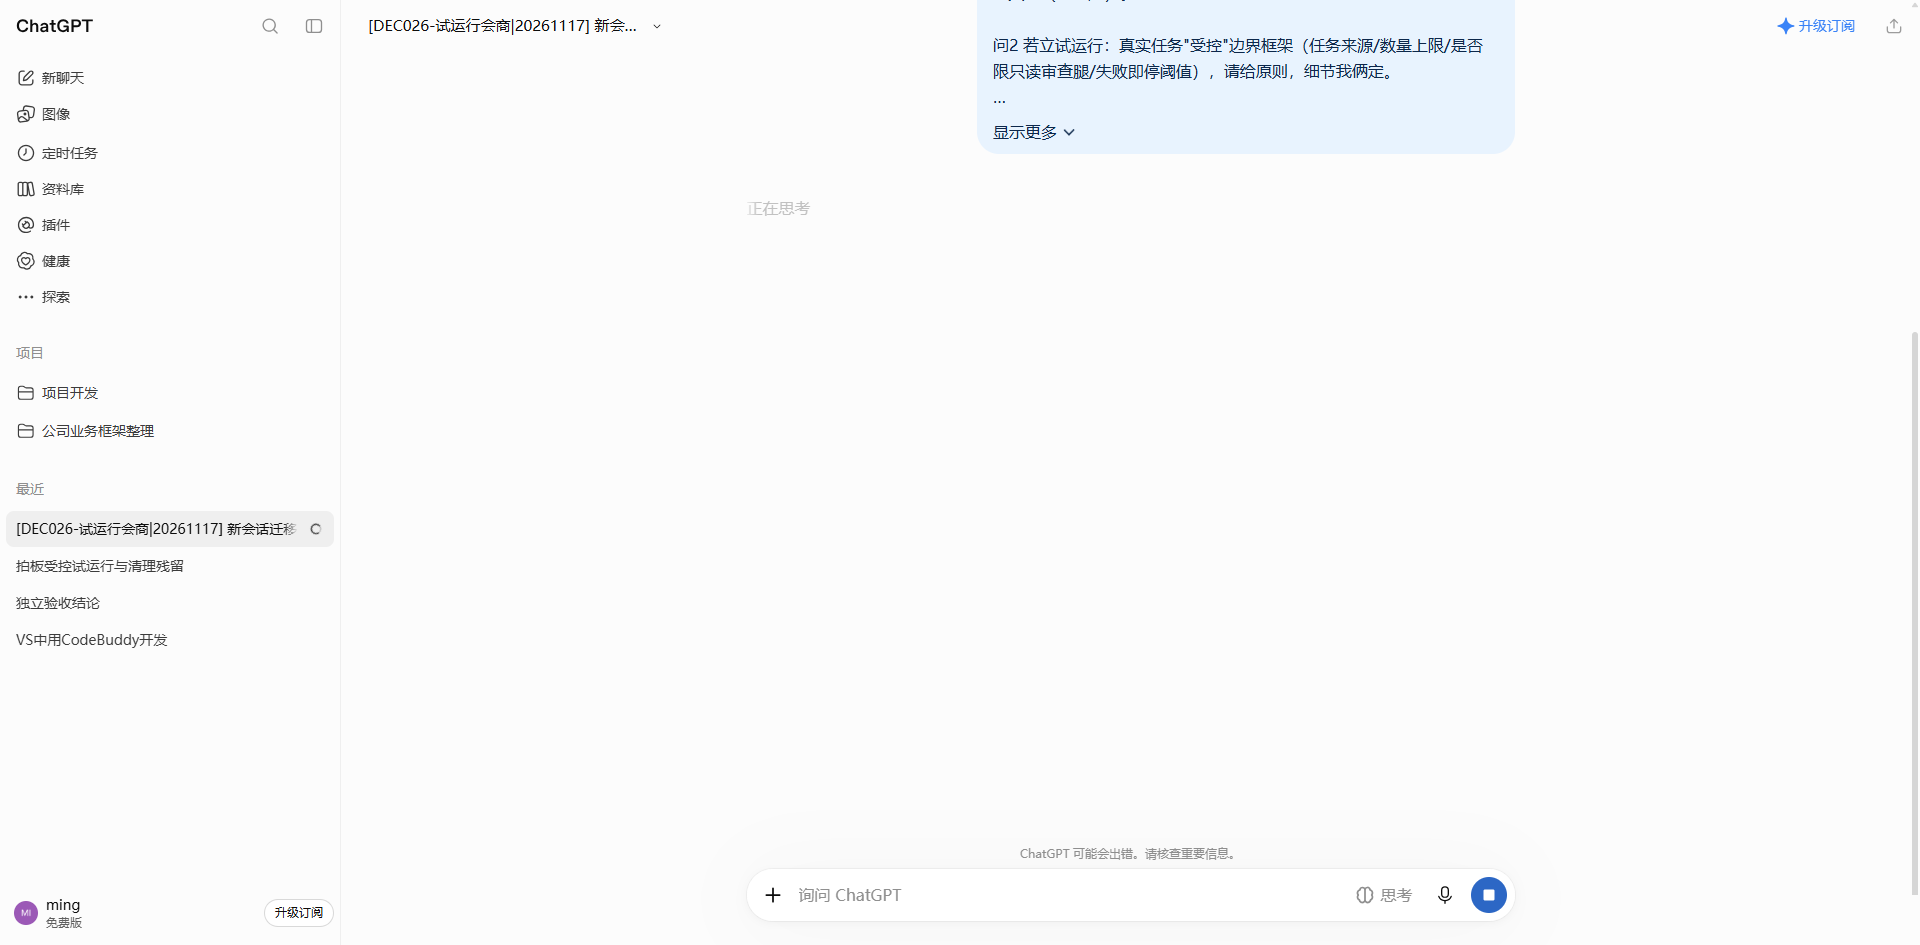 ChatGPT
新聊天
图像
定时任务
资料库
插件
健康
探索
项目
项目开发
公司业务框架整理
最近
[DEC026-试运行会商|20261117] 新会话迁移
拍板受控试运行与清理残留
独立验收结论
VS中用CodeBuddy开发
MI
ming
免费版
升级订阅
[DEC026-试运行会商|20261117] 新会...
升级订阅
问2 若立试运行：真实任务"受控"边界框架（任务来源/数量上限/是否
限只读审查腿/失败即停阈值），请给原则，细节我俩定。
...
显示更多
正在思考
ChatGPT 可能会出错。请核查重要信息。
询问 ChatGPT
思考